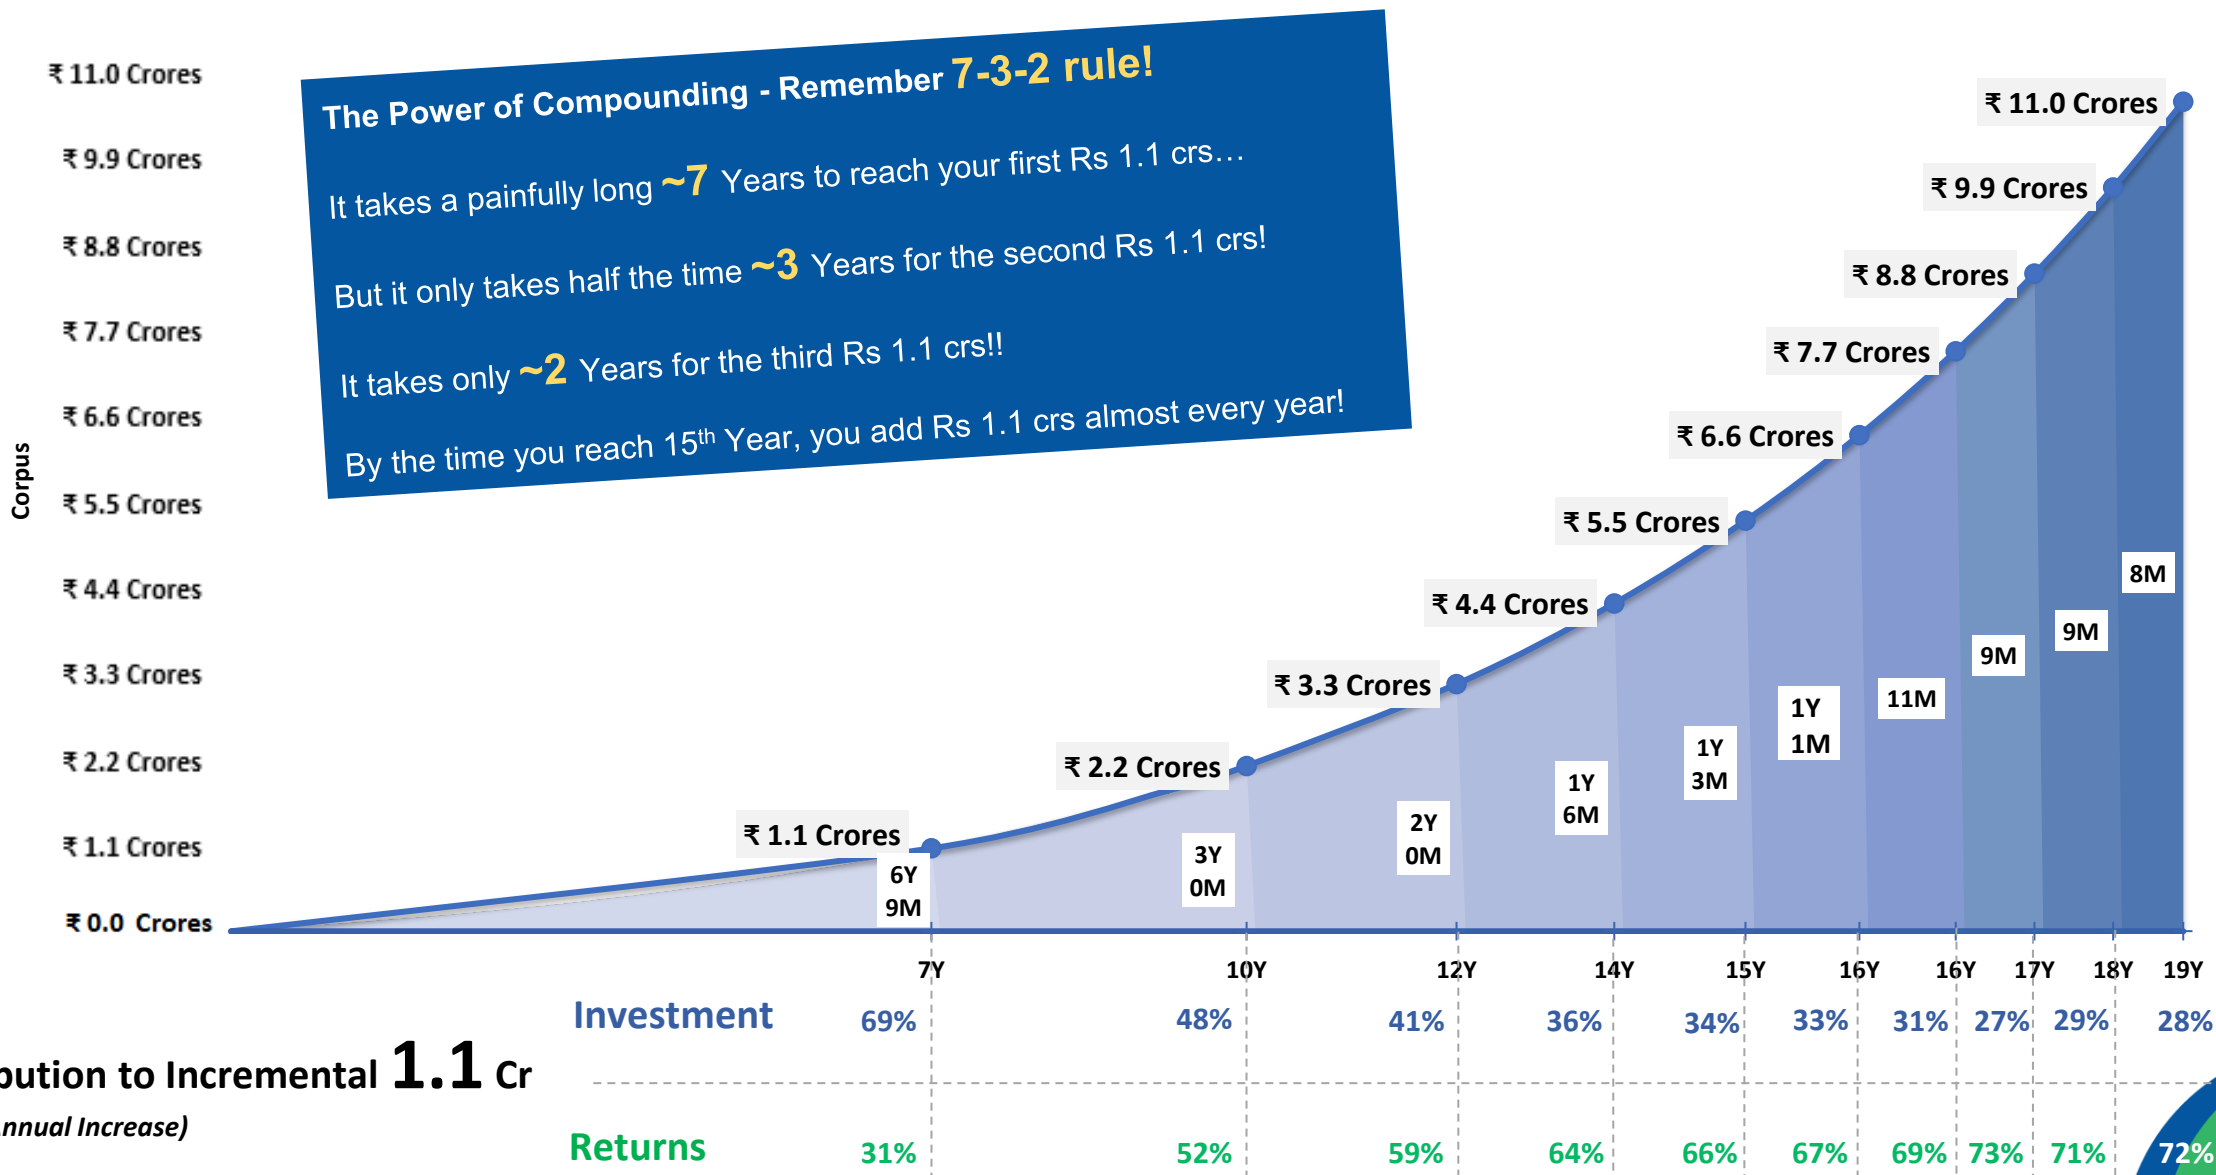 The Power of Compounding - Remember 7-3-2 rule!
It takes a painfully long ~7 Years to reach your first Rs 1.1 crs...
But it only takes half the time ~3 Years for the second Rs 1.1 crs!
It takes only ~2 Years for the third Rs 1.1 crs!!
By the time you reach 15th Year, you add Rs 1.1 crs almost every year!
Corpus
₹ 11.0 Crores
₹ 9.9 Crores
₹ 8.8 Crores
₹ 7.7 Crores
₹ 6.6 Crores
₹ 5.5 Crores
₹ 4.4 Crores
₹ 3.3 Crores
₹ 2.2 Crores
₹ 1.1 Crores
₹ 0.0 Crores
₹ 1.1 Crores
₹ 2.2 Crores
₹ 3.3 Crores
₹ 4.4 Crores
₹ 5.5 Crores
₹ 6.6 Crores
₹ 7.7 Crores
₹ 8.8 Crores
₹ 9.9 Crores
₹ 11.0 Crores
6Y
9M
3Y
0M
2Y
0M
1Y
6M
1Y
3M
1Y
1M
11M
9M
9M
8M
7Y 10Y 12Y 14Y 15Y 16Y 16Y 17Y 18Y 19Y
Investment 69% 48% 41% 36% 34% 33% 31% 27% 29% 28%
bution to Incremental 1.1 Cr
nnual Increase)
Returns 31% 52% 59% 64% 66% 67% 69% 73% 71% 72%